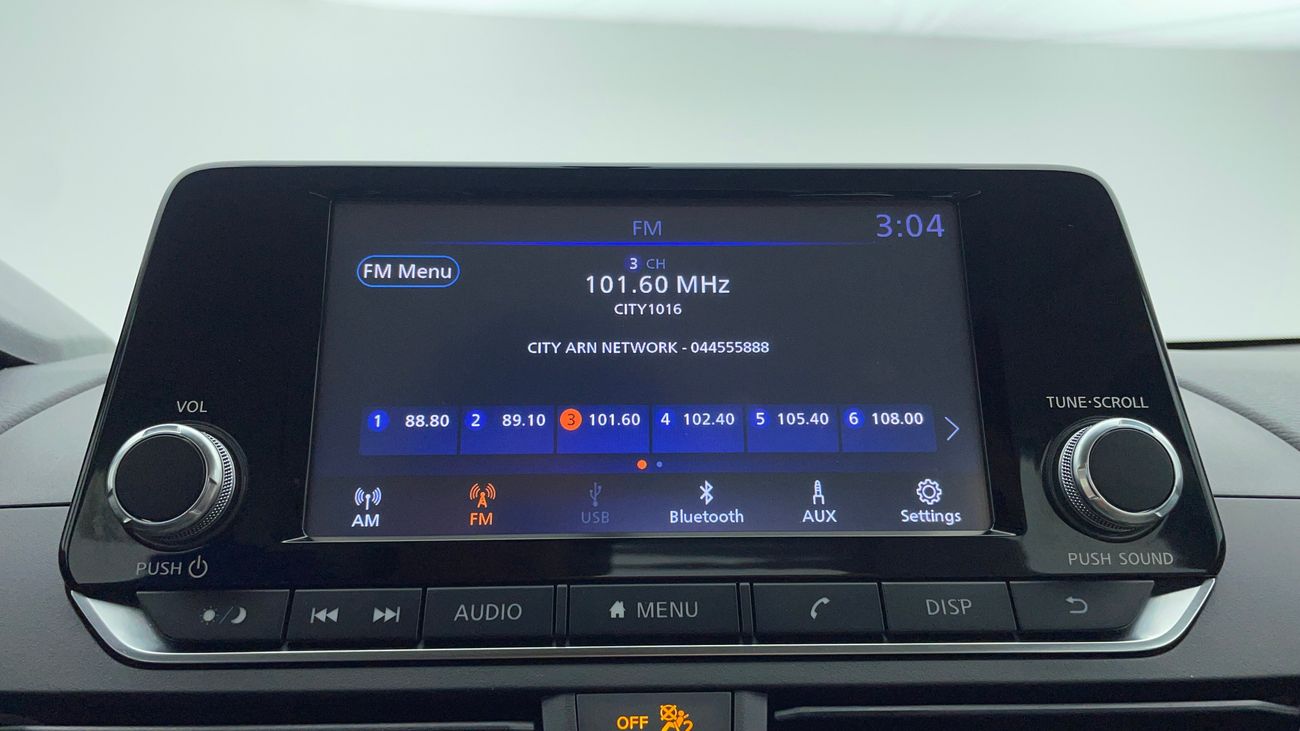 FM
3:04
FM Menu
3 CH
101.60 MHz
CITY1016
CITY ARN NETWORK - 044555888
1 88.80 2 89.10 3 101.60 4 102.40 5 105.40 6 108.00
AM FM USB Bluetooth AUX Settings
VOL
PUSH
TUNE·SCROLL
PUSH SOUND
AUDIO MENU DISP
OFF 2